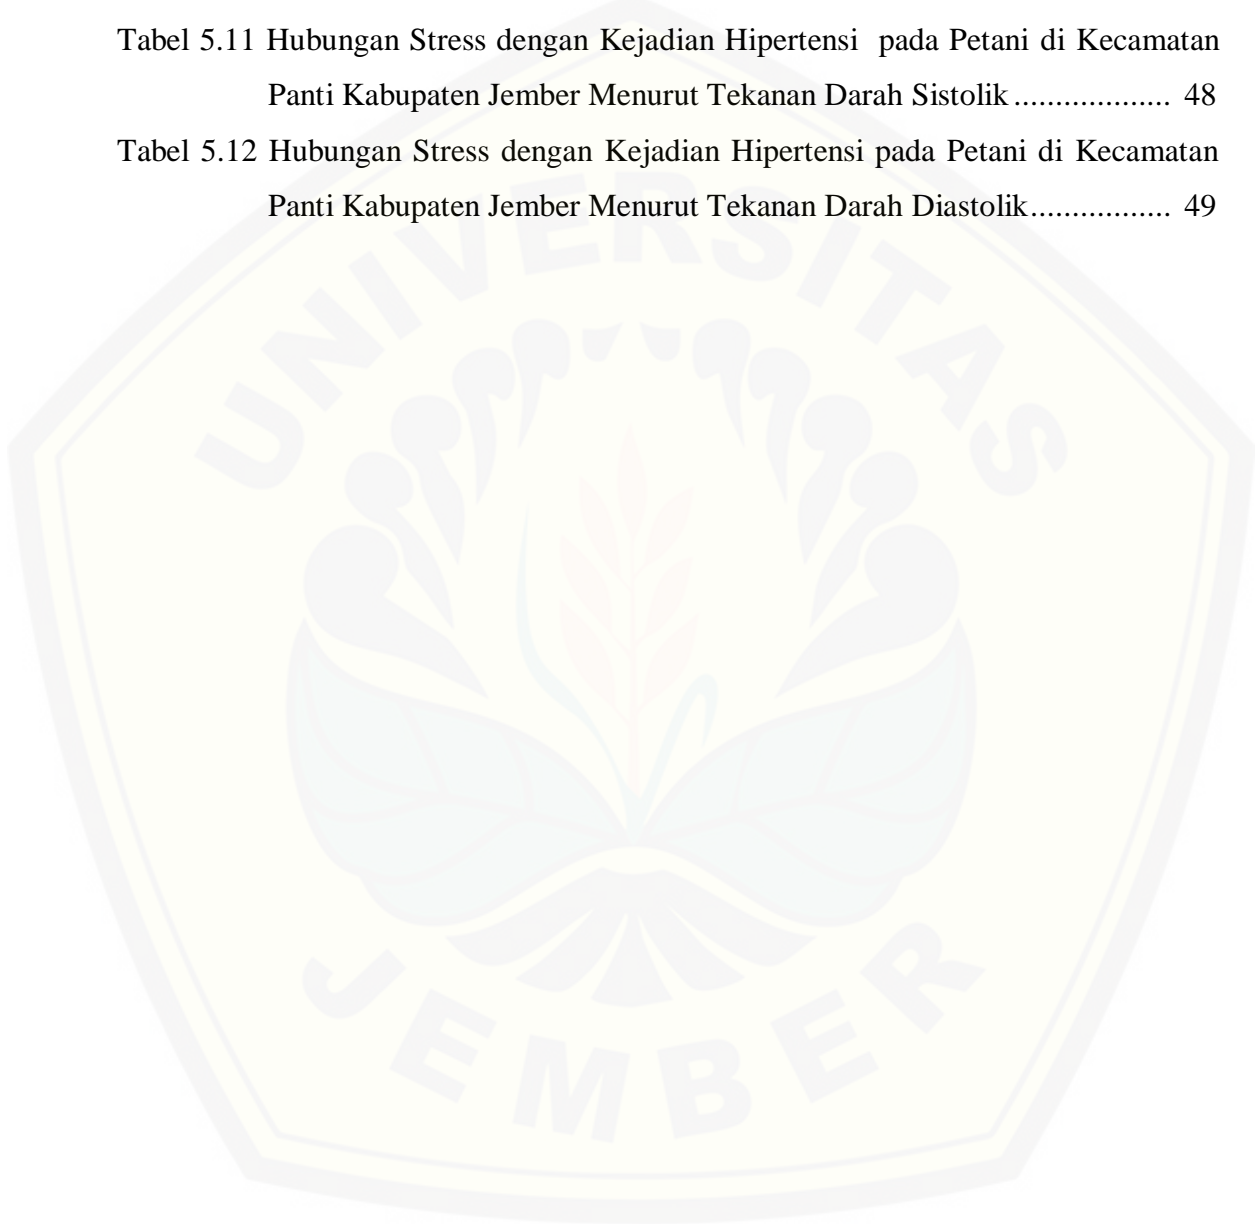 Tabel 5.11 Hubungan Stress dengan Kejadian Hipertensi  pada Petani di Kecamatan
Panti Kabupaten Jember Menurut Tekanan Darah Sistolik ................... 48
Tabel 5.12 Hubungan Stress dengan Kejadian Hipertensi pada Petani di Kecamatan
Panti Kabupaten Jember Menurut Tekanan Darah Diastolik................. 49
UNIVERSITAS
JEMBER